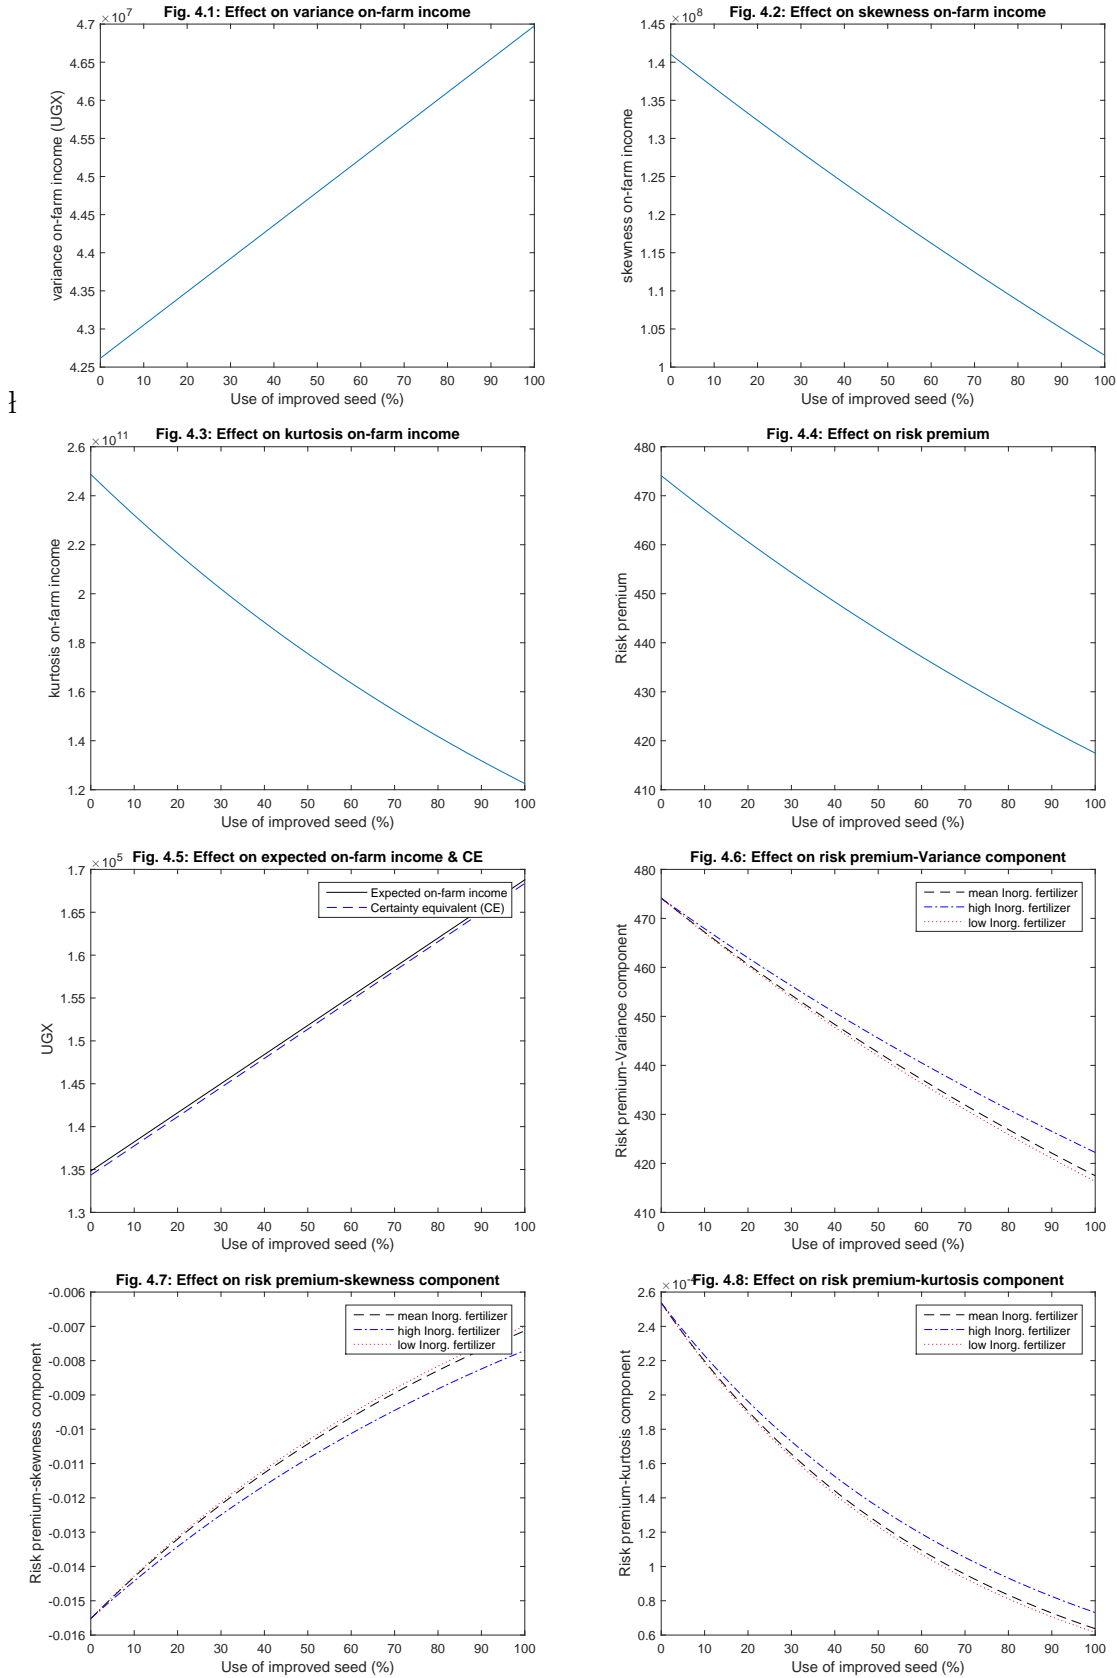 Fig. 4.1: Effect on variance on-farm income
×10^7
4.7
4.65
4.6
4.55
4.5
4.45
4.4
4.35
4.3
4.25
variance on-farm income (UGX)
0 10 20 30 40 50 60 70 80 90 100
Use of improved seed (%)
Fig. 4.2: Effect on skewness on-farm income
×10^8
1.45
1.4
1.35
1.3
1.25
1.2
1.15
1.1
1.05
1
skewness on-farm income
0 10 20 30 40 50 60 70 80 90 100
Use of improved seed (%)
ł
Fig. 4.3: Effect on kurtosis on-farm income
×10^11
2.6
2.4
2.2
2
1.8
1.6
1.4
1.2
kurtosis on-farm income
0 10 20 30 40 50 60 70 80 90 100
Use of improved seed (%)
Fig. 4.4: Effect on risk premium
480
470
460
450
440
430
420
410
Risk premium
0 10 20 30 40 50 60 70 80 90 100
Use of improved seed (%)
Fig. 4.5: Effect on expected on-farm income & CE
×10^5
1.7
1.65
1.6
1.55
1.5
1.45
1.4
1.35
1.3
UGX
Expected on-farm income
Certainty equivalent (CE)
0 10 20 30 40 50 60 70 80 90 100
Use of improved seed (%)
Fig. 4.6: Effect on risk premium-Variance component
480
470
460
450
440
430
420
410
Risk premium-Variance component
mean Inorg. fertilizer
high Inorg. fertilizer
low Inorg. fertilizer
0 10 20 30 40 50 60 70 80 90 100
Use of improved seed (%)
Fig. 4.7: Effect on risk premium-skewness component
-0.006
-0.007
-0.008
-0.009
-0.01
-0.011
-0.012
-0.013
-0.014
-0.015
-0.016
Risk premium-skewness component
mean Inorg. fertilizer
high Inorg. fertilizer
low Inorg. fertilizer
0 10 20 30 40 50 60 70 80 90 100
Use of improved seed (%)
Fig. 4.8: Effect on risk premium-kurtosis component
2.6
2.4
2.2
2
1.8
1.6
1.4
1.2
1
0.8
0.6
Risk premium-kurtosis component
mean Inorg. fertilizer
high Inorg. fertilizer
low Inorg. fertilizer
0 10 20 30 40 50 60 70 80 90 100
Use of improved seed (%)